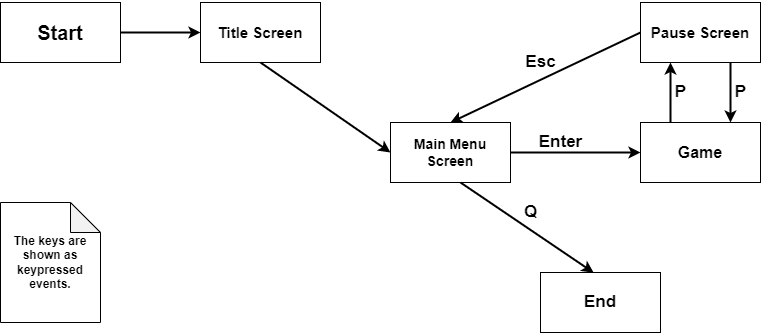 Start
Title Screen
Pause Screen
Esc
P
P
Main Menu
Screen
Enter
Game
Q
The keys are
shown as
keypressed
events.
End